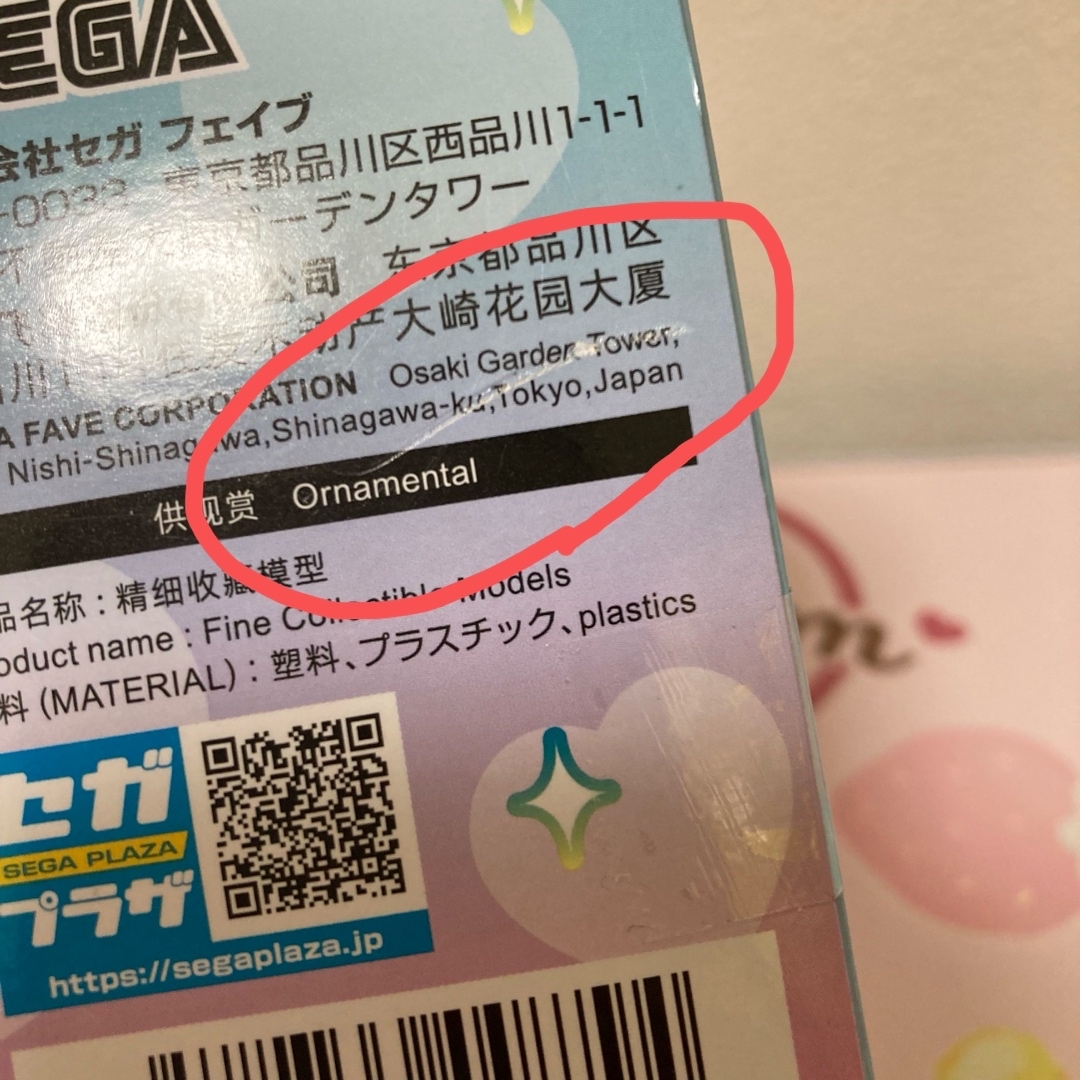 SEGA
会社セガ フェイブ
東京都品川区西品川1-1-1
ガーデンタワー
公司 东京都品川区
动产大崎花园大厦
FAVE CORPORATION Osaki Garden Tower,
Nishi-Shinagawa,Shinagawa-ku,Tokyo,Japan
供观赏 Ornamental
品名称：精细收藏模型
oduct name : Fine Collectible Models
料 (MATERIAL)：塑料、プラスチック、plastics
セガ
SEGA PLAZA
プラザ
https://segaplaza.jp